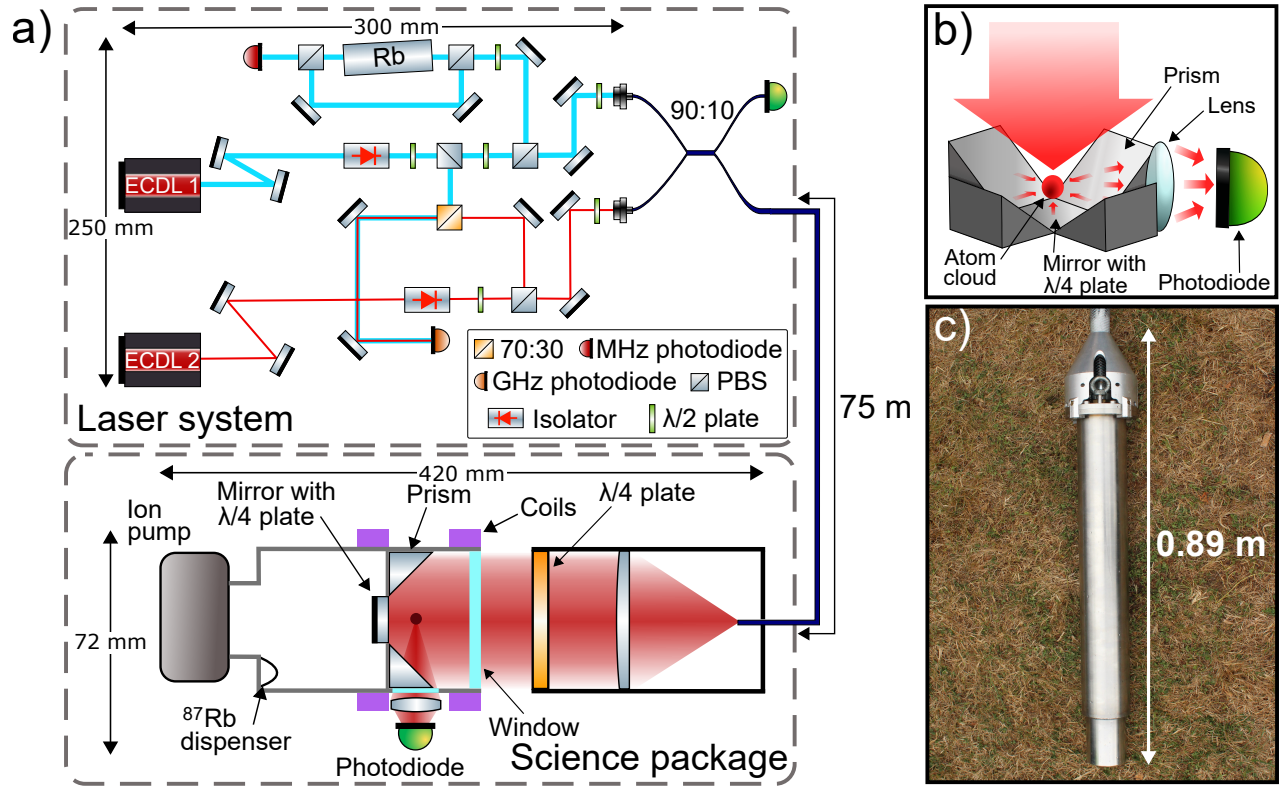 a)
300 mm
Rb
90:10
ECDL 1
250 mm
ECDL 2
70:30
MHz photodiode
GHz photodiode
PBS
Isolator
λ/2 plate
Laser system
75 m
420 mm
Mirror with
λ/4 plate
Prism
Coils
λ/4 plate
Ion
pump
72 mm
⁸⁷Rb
dispenser
Window
Photodiode
Science package
b)
Prism
Lens
Atom
cloud
Mirror with
λ/4 plate
Photodiode
c)
0.89 m